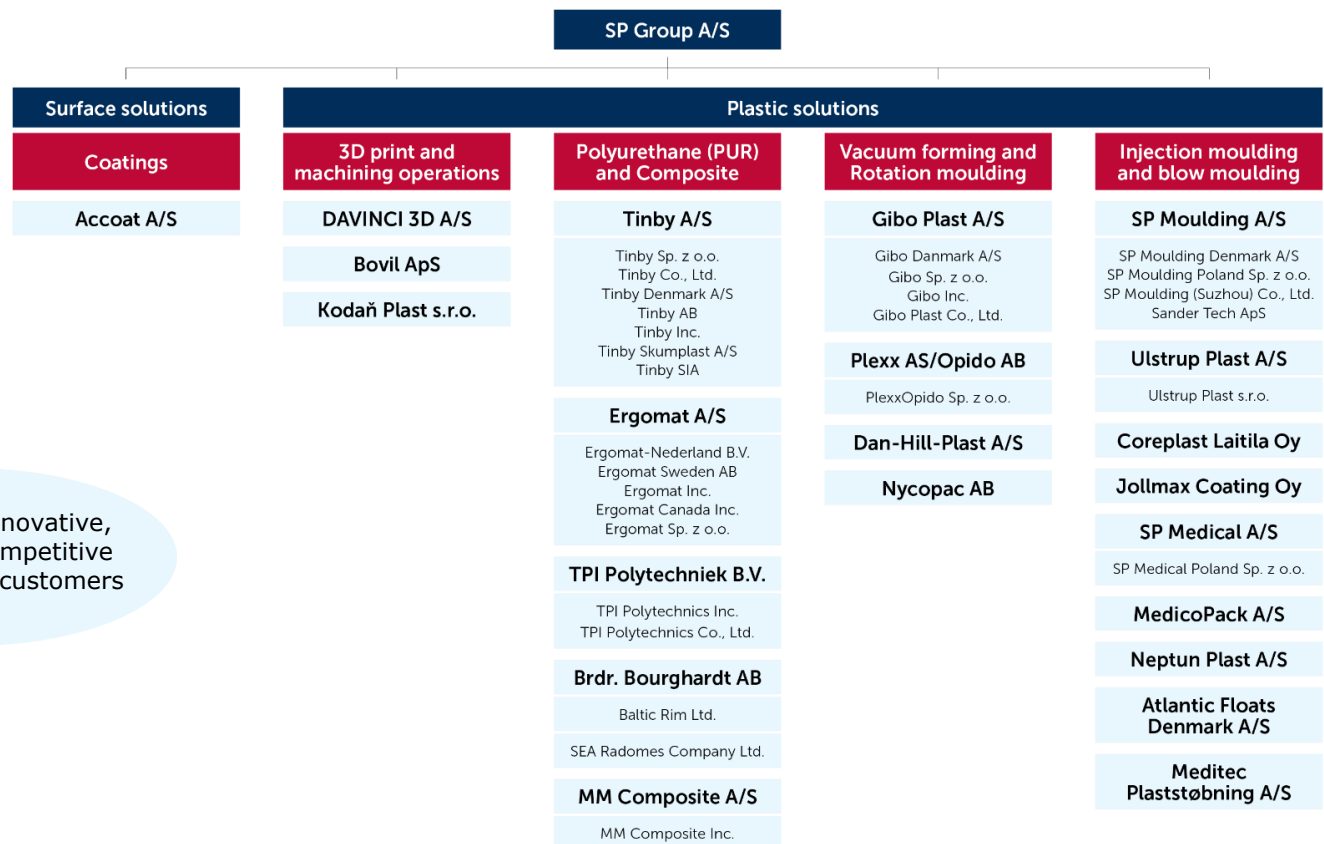 SP Group A/S
Surface solutions
Plastic solutions
Coatings
Accoat A/S
3D print and
machining operations
DAVINCI 3D A/S
Bovil ApS
Kodaň Plast s.r.o.
Polyurethane (PUR)
and Composite
Tinby A/S
Tinby Sp. z o.o.
Tinby Co., Ltd.
Tinby Denmark A/S
Tinby AB
Tinby Inc.
Tinby Skumplast A/S
Tinby SIA
Ergomat A/S
Ergomat-Nederland B.V.
Ergomat Sweden AB
Ergomat Inc.
Ergomat Canada Inc.
Ergomat Sp. z o.o.
TPI Polytechniek B.V.
TPI Polytechnics Inc.
TPI Polytechnics Co., Ltd.
Brdr. Bourghardt AB
Baltic Rim Ltd.
SEA Radomes Company Ltd.
MM Composite A/S
MM Composite Inc.
Vacuum forming and
Rotation moulding
Gibo Plast A/S
Gibo Danmark A/S
Gibo Sp. z o.o.
Gibo Inc.
Gibo Plast Co., Ltd.
Plexx AS/Opido AB
PlexxOpido Sp. z o.o.
Dan-Hill-Plast A/S
Nycopac AB
Injection moulding
and blow moulding
SP Moulding A/S
SP Moulding Denmark A/S
SP Moulding Poland Sp. z o.o.
SP Moulding (Suzhou) Co., Ltd.
Sander Tech ApS
Ulstrup Plast A/S
Ulstrup Plast s.r.o.
Coreplast Laitila Oy
Jollmax Coating Oy
SP Medical A/S
SP Medical Poland Sp. z o.o.
MedicoPack A/S
Neptun Plast A/S
Atlantic Floats
Denmark A/S
Meditec
Plaststøbning A/S
novative,
mpetitive
customers